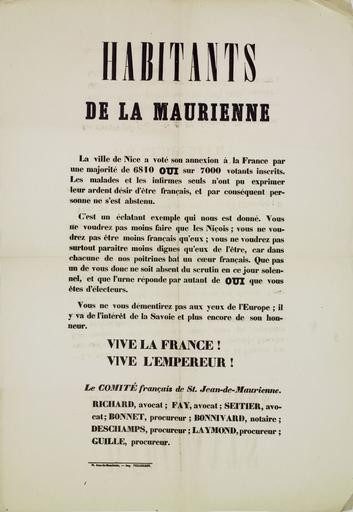 HABITANTS
DE LA MAURIENNE
La ville de Nice a voté son annexion à la France par
une majorité de 6810 OUI sur 7000 votants inscrits.
Les malades et les infirmes seuls n'ont pu exprimer
leur ardent désir d'être français, et par conséquent per-
sonne ne s'est abstenu.
C'est un éclatant exemple qui nous est donné. Vous
ne voudrez pas moins faire que les Niçois ; vous ne vou-
drez pas être moins français qu'eux ; vous ne voudrez pas
surtout paraître moins dignes qu'eux de l'être, car dans
chacune de nos poitrines bat un cœur français. Que pas
un de vous donc ne soit absent du scrutin en ce jour solen-
nel, et que l'urne réponde par autant de OUI que vous
êtes d'électeurs.
Vous ne vous démentirez pas aux yeux de l'Europe ; il
y va de l'intérêt de la Savoie et plus encore de son hon-
neur.
VIVE LA FRANCE !
VIVE L'EMPEREUR !
Le COMITÉ français de St. Jean-de-Maurienne.
RICHARD, avocat ; FAY, avocat ; SEITIER, avo-
cat ; BONNET, procureur ; BONNIVARD, notaire ;
DESCHAMPS, procureur ; LAYMOND, procureur ;
GUILLE, procureur.
St. Jean-de-Maurienne, — Imp.